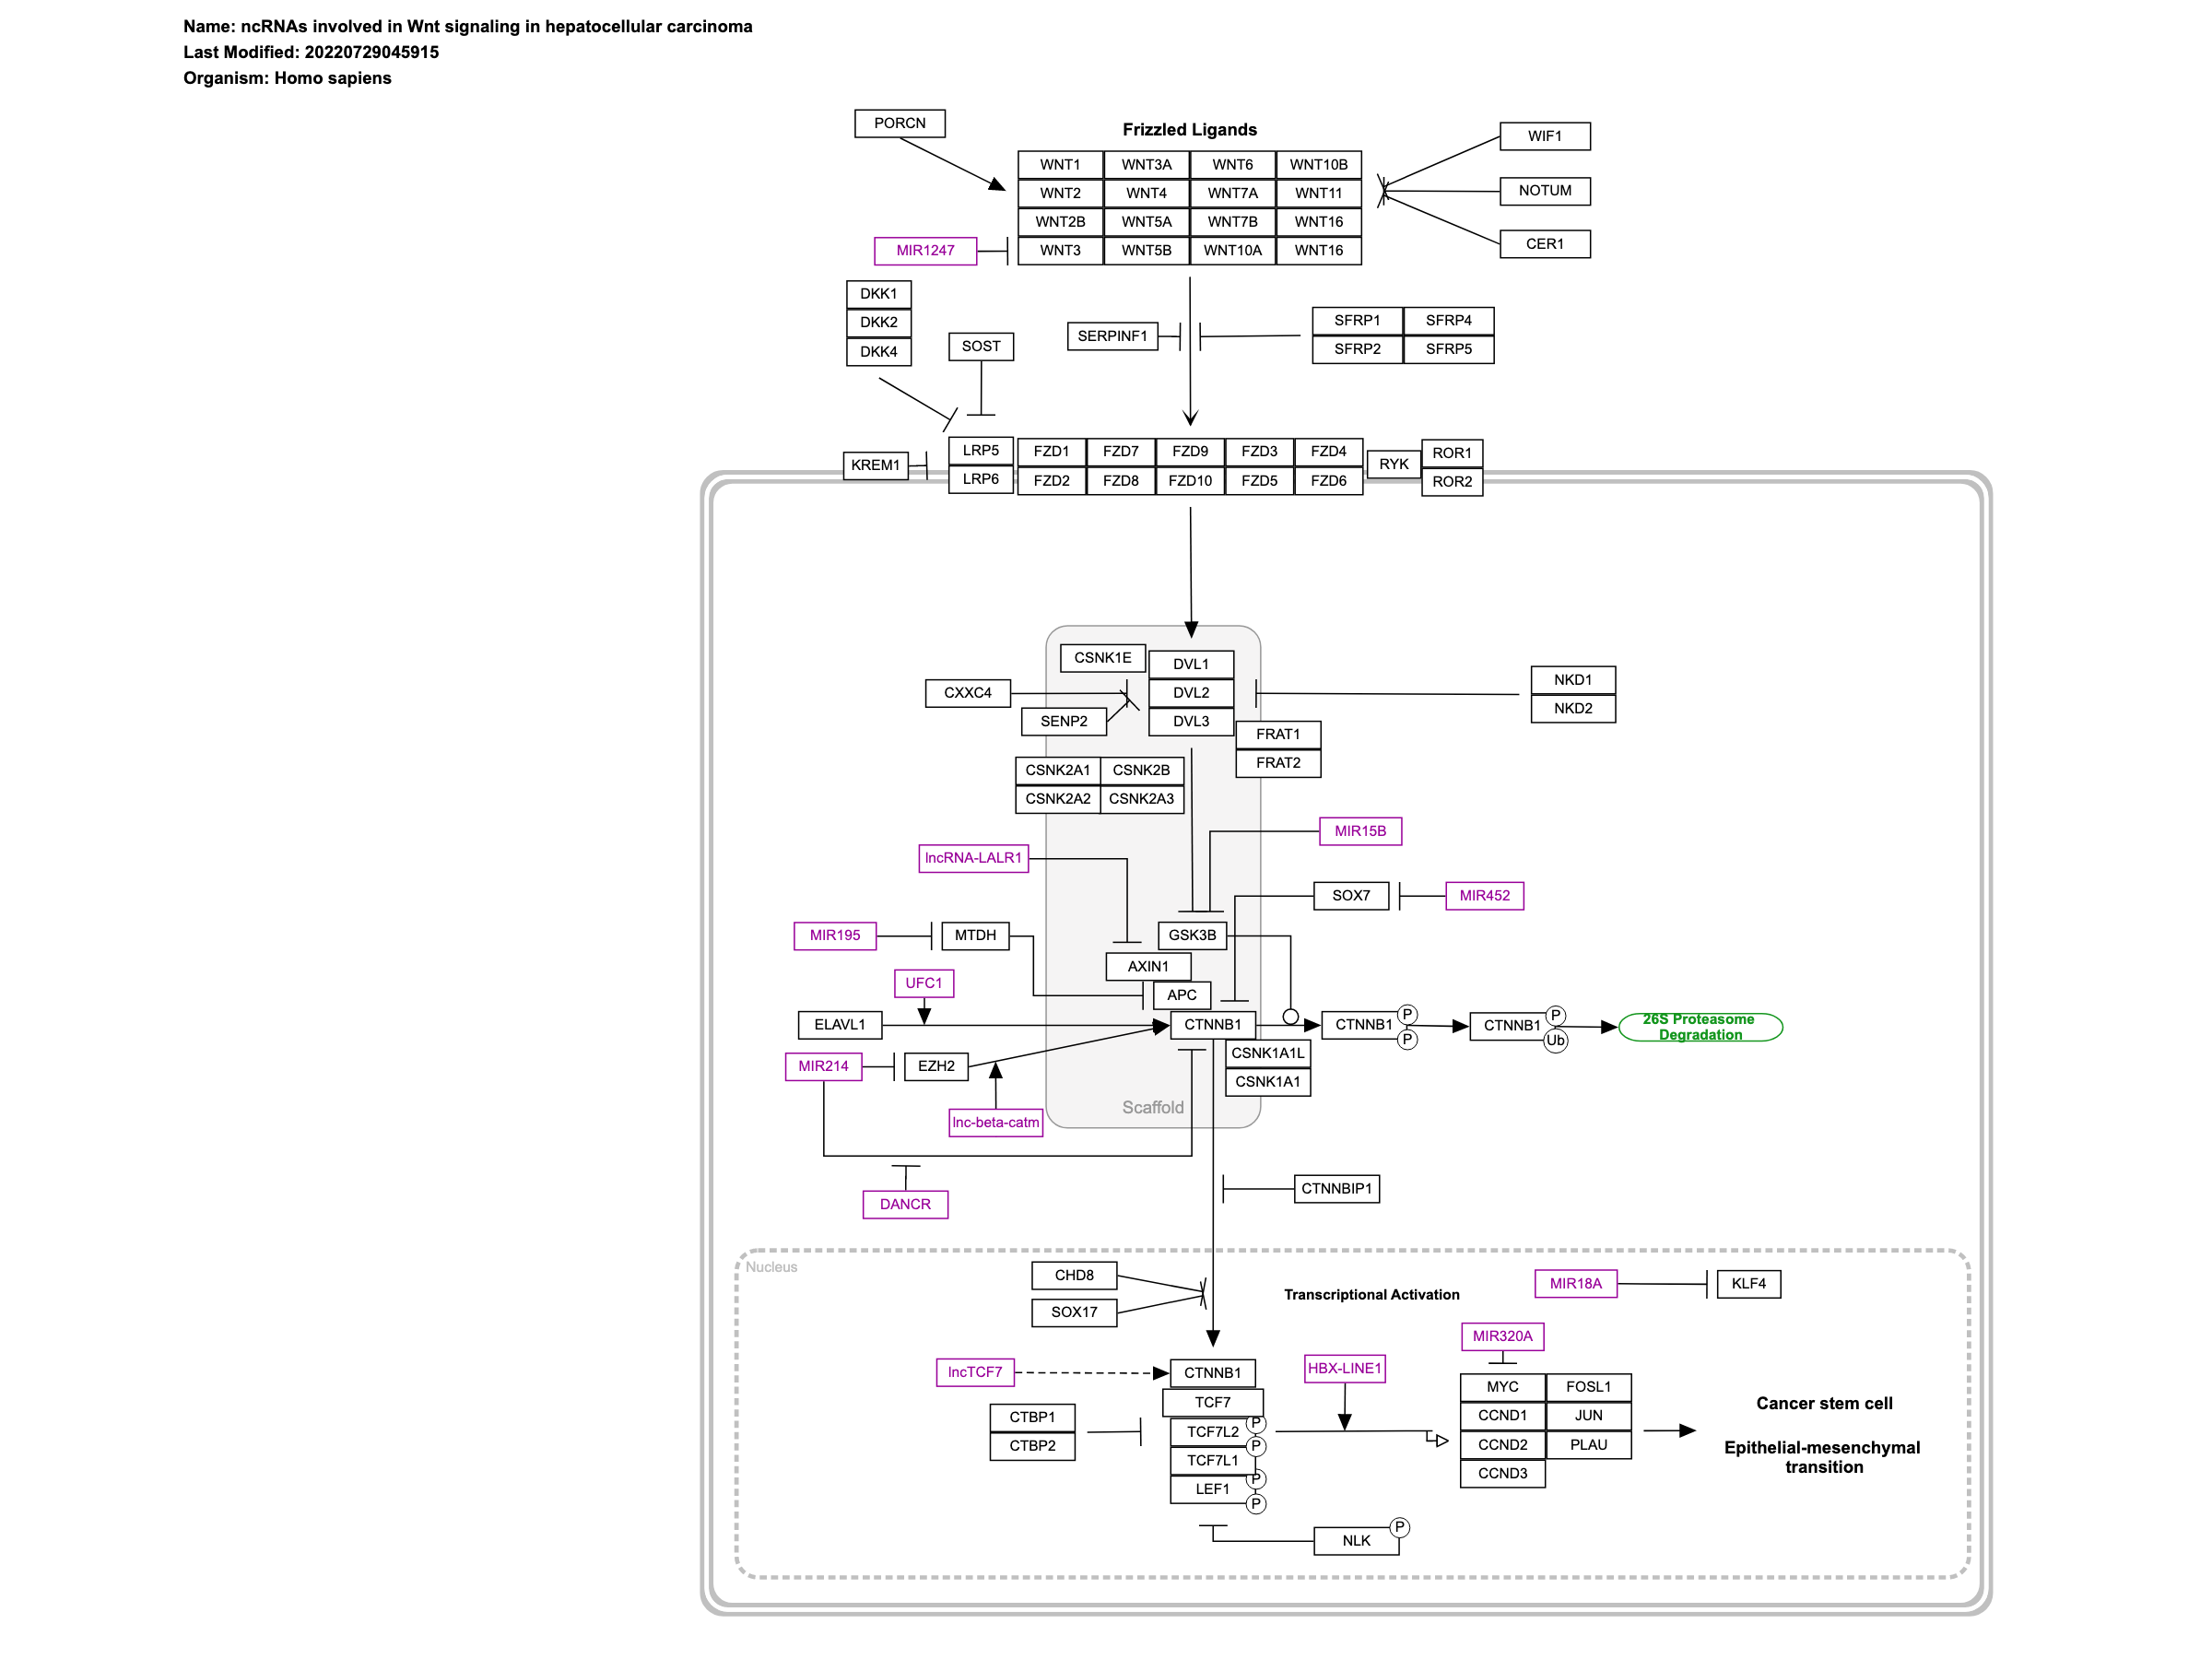 Name: ncRNAs involved in Wnt signaling in hepatocellular carcinoma
Last Modified: 20220729045915
Organism: Homo sapiens
PORCN
Frizzled Ligands
WIF1
WNT1 WNT3A WNT6 WNT10B
WNT2 WNT4 WNT7A WNT11
NOTUM
WNT2B WNT5A WNT7B WNT16
MIR1247
WNT3 WNT5B WNT10A WNT16
CER1
DKK1
DKK2
DKK4
SOST
SERPINF1
SFRP1 SFRP4
SFRP2 SFRP5
KREM1
LRP5
LRP6
FZD1 FZD7 FZD9 FZD3 FZD4
FZD2 FZD8 FZD10 FZD5 FZD6
RYK
ROR1
ROR2
CSNK1E
DVL1
DVL2
DVL3
CXXC4
SENP2
NKD1
NKD2
FRAT1
FRAT2
CSNK2A1 CSNK2B
CSNK2A2 CSNK2A3
MIR15B
lncRNA-LALR1
SOX7
MIR452
MIR195
MTDH
GSK3B
AXIN1
UFC1
APC
ELAVL1
CTNNB1
CTNNB1
P
P
CTNNB1
P
Ub
26S Proteasome
Degradation
MIR214
EZH2
CSNK1A1L
CSNK1A1
Scaffold
lnc-beta-catm
DANCR
CTNNBIP1
Nucleus
CHD8
SOX17
Transcriptional Activation
MIR18A
KLF4
MIR320A
lncTCF7
CTNNB1
HBX-LINE1
TCF7
TCF7L2
P
P
TCF7L1
LEF1
P
P
CTBP1
CTBP2
MYC FOSL1
CCND1 JUN
CCND2 PLAU
CCND3
Cancer stem cell
Epithelial-mesenchymal
transition
NLK
P